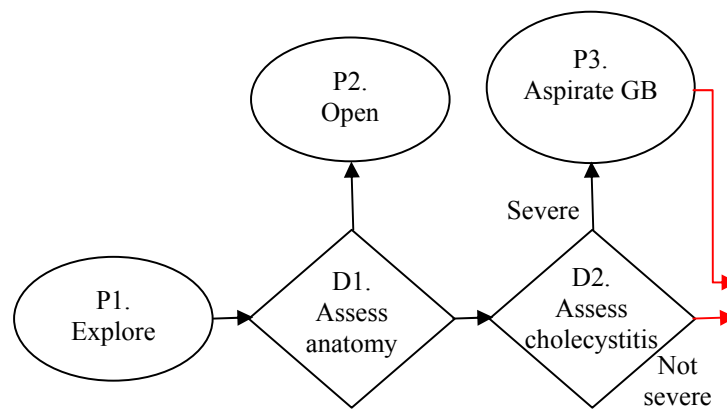 P1.
Explore
P2.
Open
D1.
Assess
anatomy
P3.
Aspirate GB
Severe
D2.
Assess
cholecystitis
Not
severe